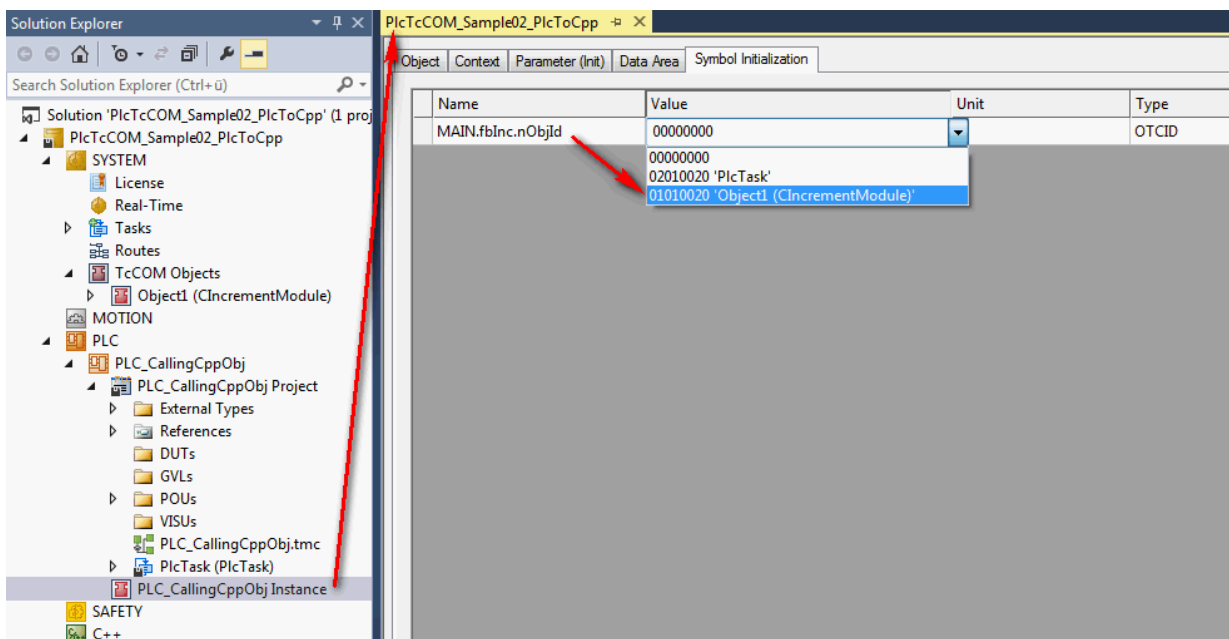 Solution Explorer
Search Solution Explorer (Ctrl+ü)
Solution 'PlcTcCOM_Sample02_PlcToCpp' (1 proj
PlcTcCOM_Sample02_PlcToCpp
SYSTEM
License
Real-Time
Tasks
Routes
TcCOM Objects
Object1 (CIncrementModule)
MOTION
PLC
PLC_CallingCppObj
PLC_CallingCppObj Project
External Types
References
DUTs
GVLs
POUs
VISUs
PLC_CallingCppObj.tmc
PlcTask (PlcTask)
PLC_CallingCppObj Instance
SAFETY
C++
PlcTcCOM_Sample02_PlcToCpp
Object Context Parameter (Init) Data Area Symbol Initialization
Name Value Unit Type
MAIN.fbInc.nObjId 00000000 OTCID
00000000
02010020 'PlcTask'
01010020 'Object1 (CIncrementModule)'